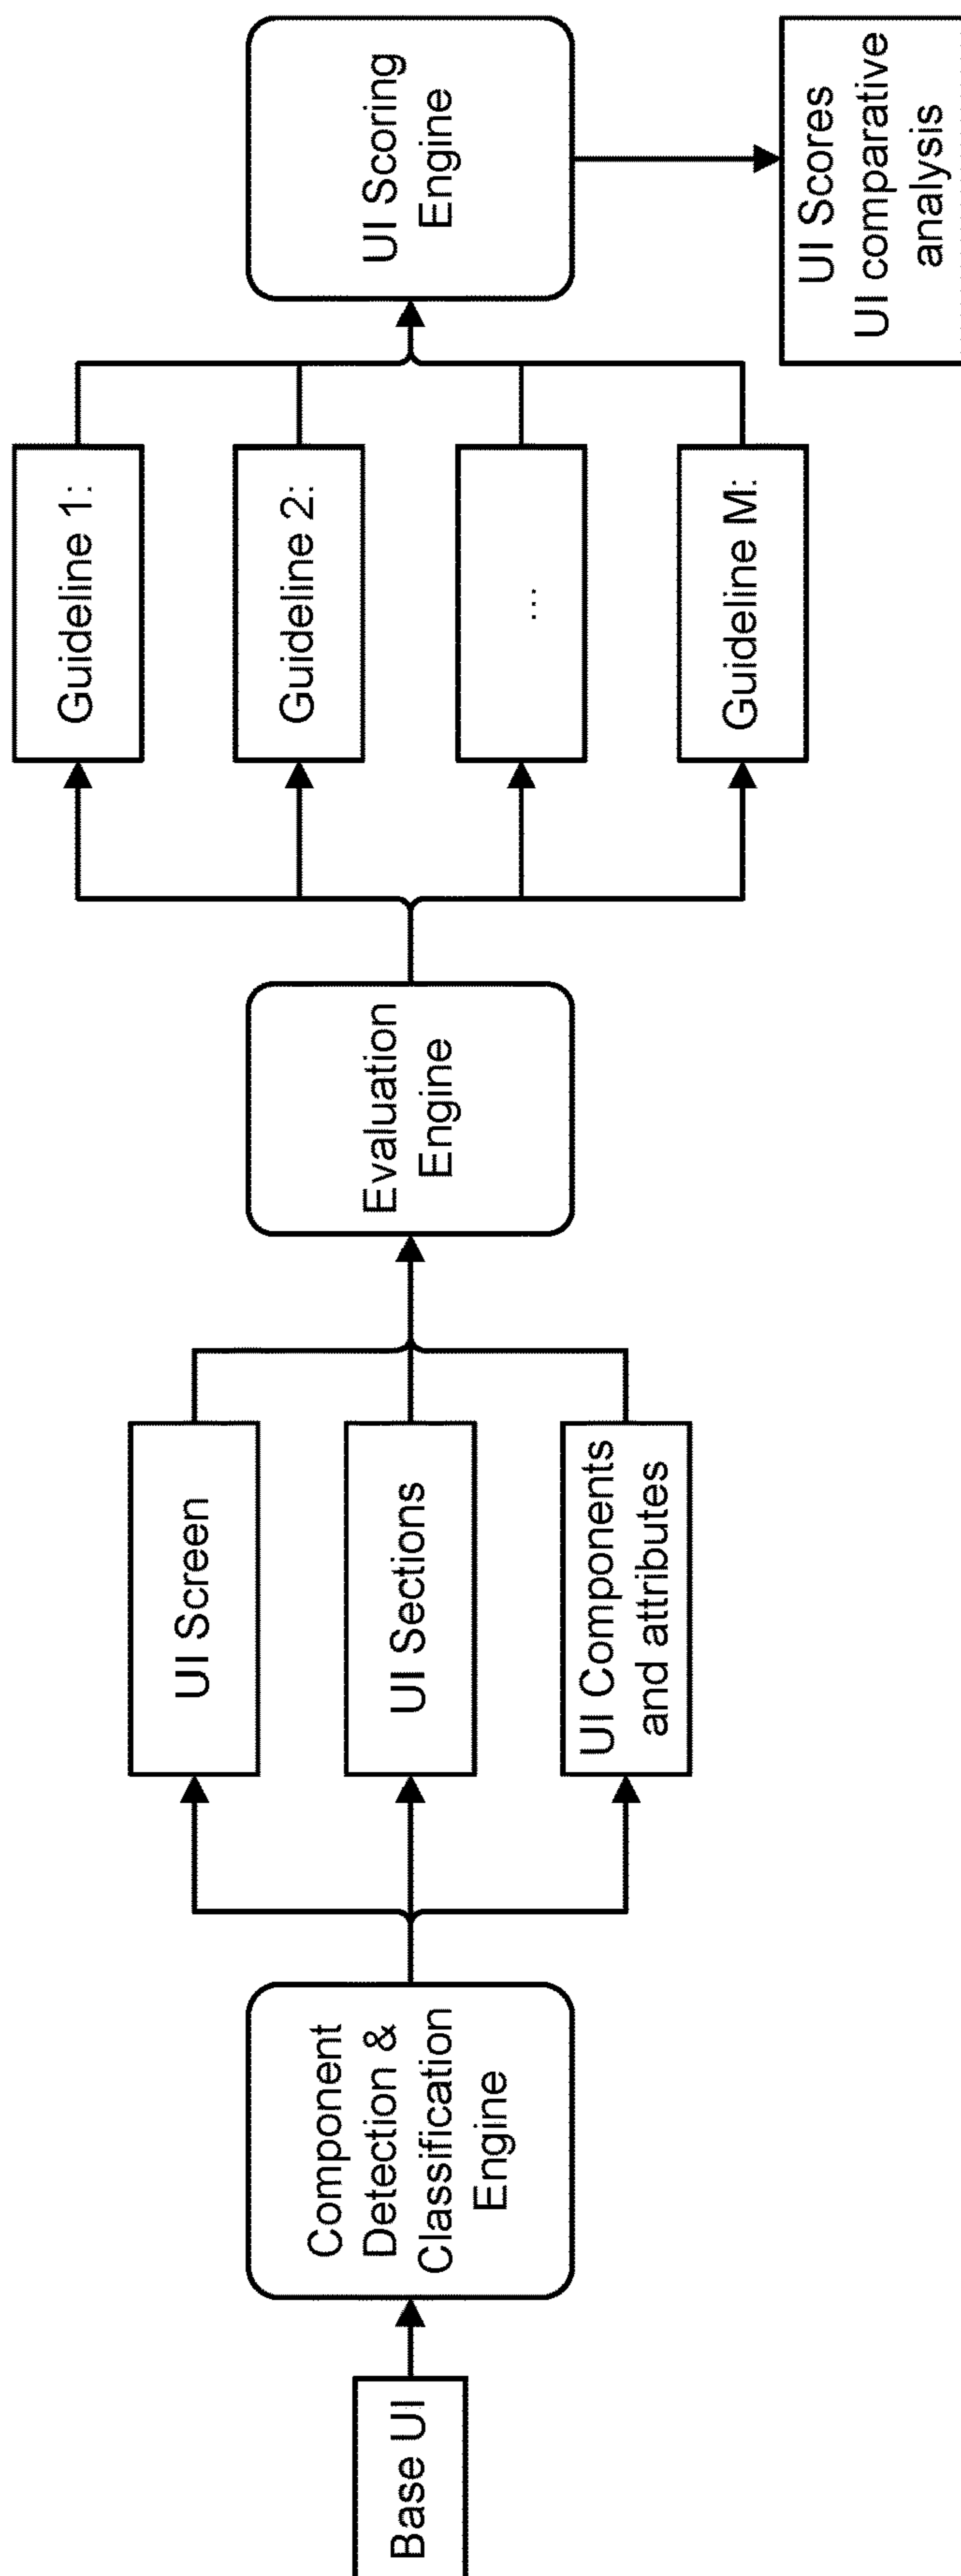 Base UI
Component
Detection &
Classification
Engine
UI Screen
UI Sections
UI Components
and attributes
Evaluation
Engine
Guideline 1:
Guideline 2:
...
Guideline M:
UI Scoring
Engine
UI Scores
UI comparative
analysis